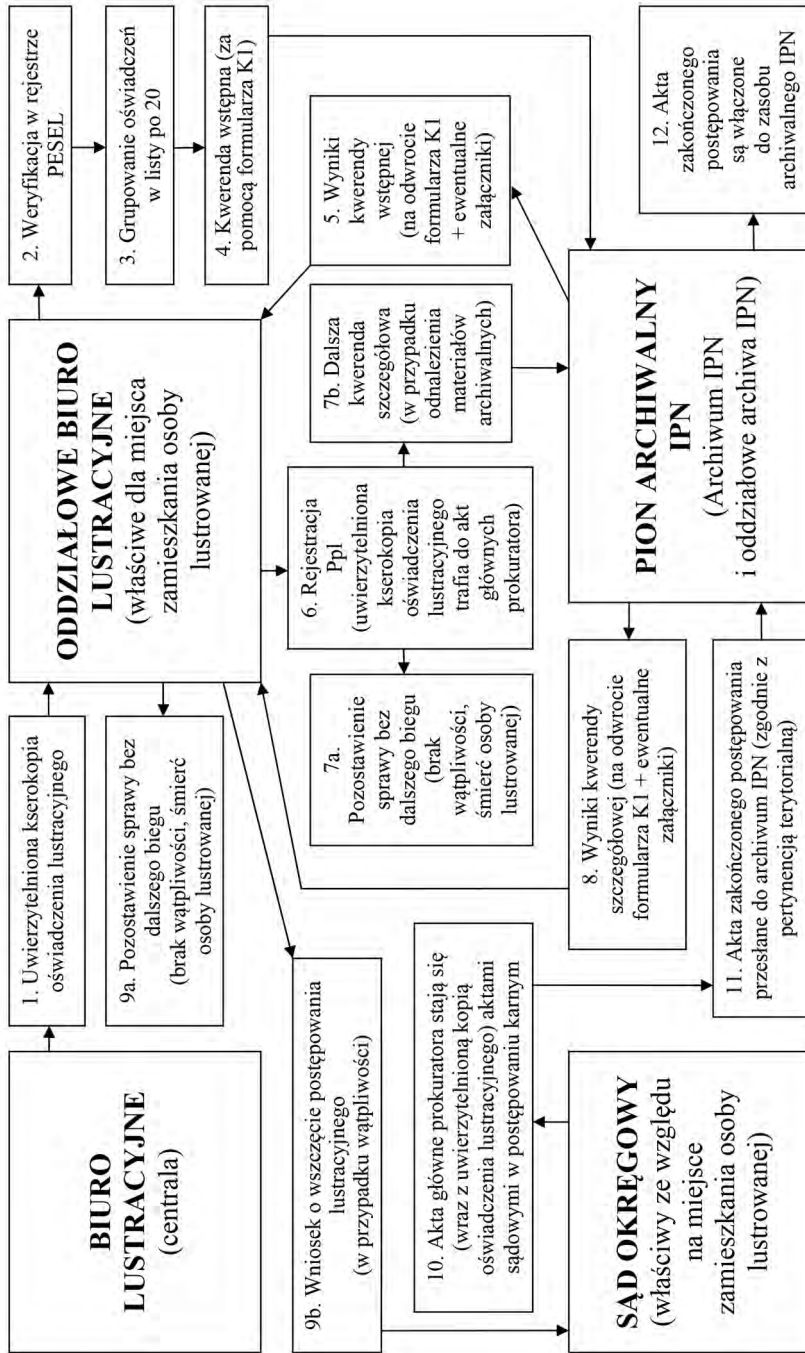 BIURO
LUSTRACYJNE
(centrala)
1. Uwierzytelniona kserokopia
oświadczenia lustracyjnego
ODDZIAŁOWE BIURO
LUSTRACYJNE
(właściwe dla miejsca
zamieszkania osoby
lustrowanej)
2. Weryfikacja w rejestrze
PESEL
3. Grupowanie oświadczeń
w listy po 20
4. Kwerenda wstępna (za
pomocą formularza K1)
5. Wyniki
kwerendy
wstępnej
(na odwrocie
formularza K1
+ ewentualne
załączniki)
6. Rejestracja
Ppl
(uwierzytelniona
kserokopia
oświadczenia
lustracyjnego
trafia do akt
głównych
prokuratora)
7a.
Pozostawienie
sprawy bez
dalszego biegu
(brak
wątpliwości,
śmierć osoby
lustrowanej)
7b. Dalsza
kwerenda
szczegółowa
(w przypadku
odnalezienia
materiałów
archiwalnych)
8. Wyniki kwerendy
szczegółowej (na odwrocie
formularza K1 + ewentualne
załączniki)
9a. Pozostawienie sprawy bez
dalszego biegu
(brak wątpliwości, śmierć
osoby lustrowanej)
9b. Wniosek o wszczęcie postępowania
lustracyjnego
(w przypadku wątpliwości)
10. Akta główne prokuratora stają się
(wraz z uwierzytelnioną kopią
oświadczenia lustracyjnego) aktami
sądowymi w postępowaniu karnym
SĄD OKRĘGOWY
(właściwy ze względu
na miejsce
zamieszkania osoby
lustrowanej)
11. Akta zakończonego postępowania
przesłane do archiwum IPN (zgodnie z
pertynencją terytorialną)
PION ARCHIWALNY
IPN
(Archiwum IPN
i oddziałowe archiwa IPN)
12. Akta
zakończonego
postępowania
są włączone
do zasobu
archiwalnego IPN